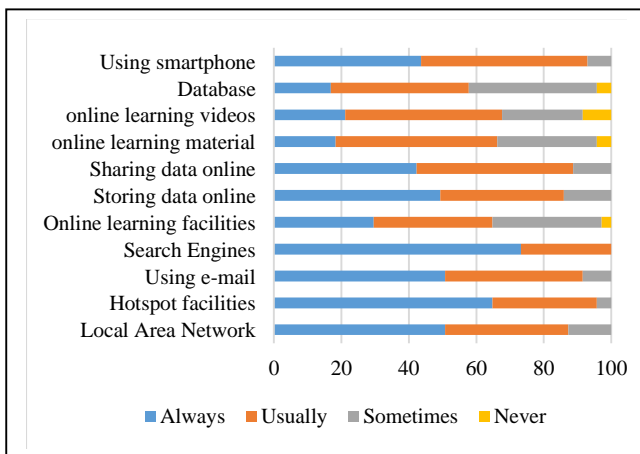 Using smartphone
Database
online learning videos
online learning material
Sharing data online
Storing data online
Online learning facilities
Search Engines
Using e-mail
Hotspot facilities
Local Area Network
0 20 40 60 80 100
Always Usually Sometimes Never